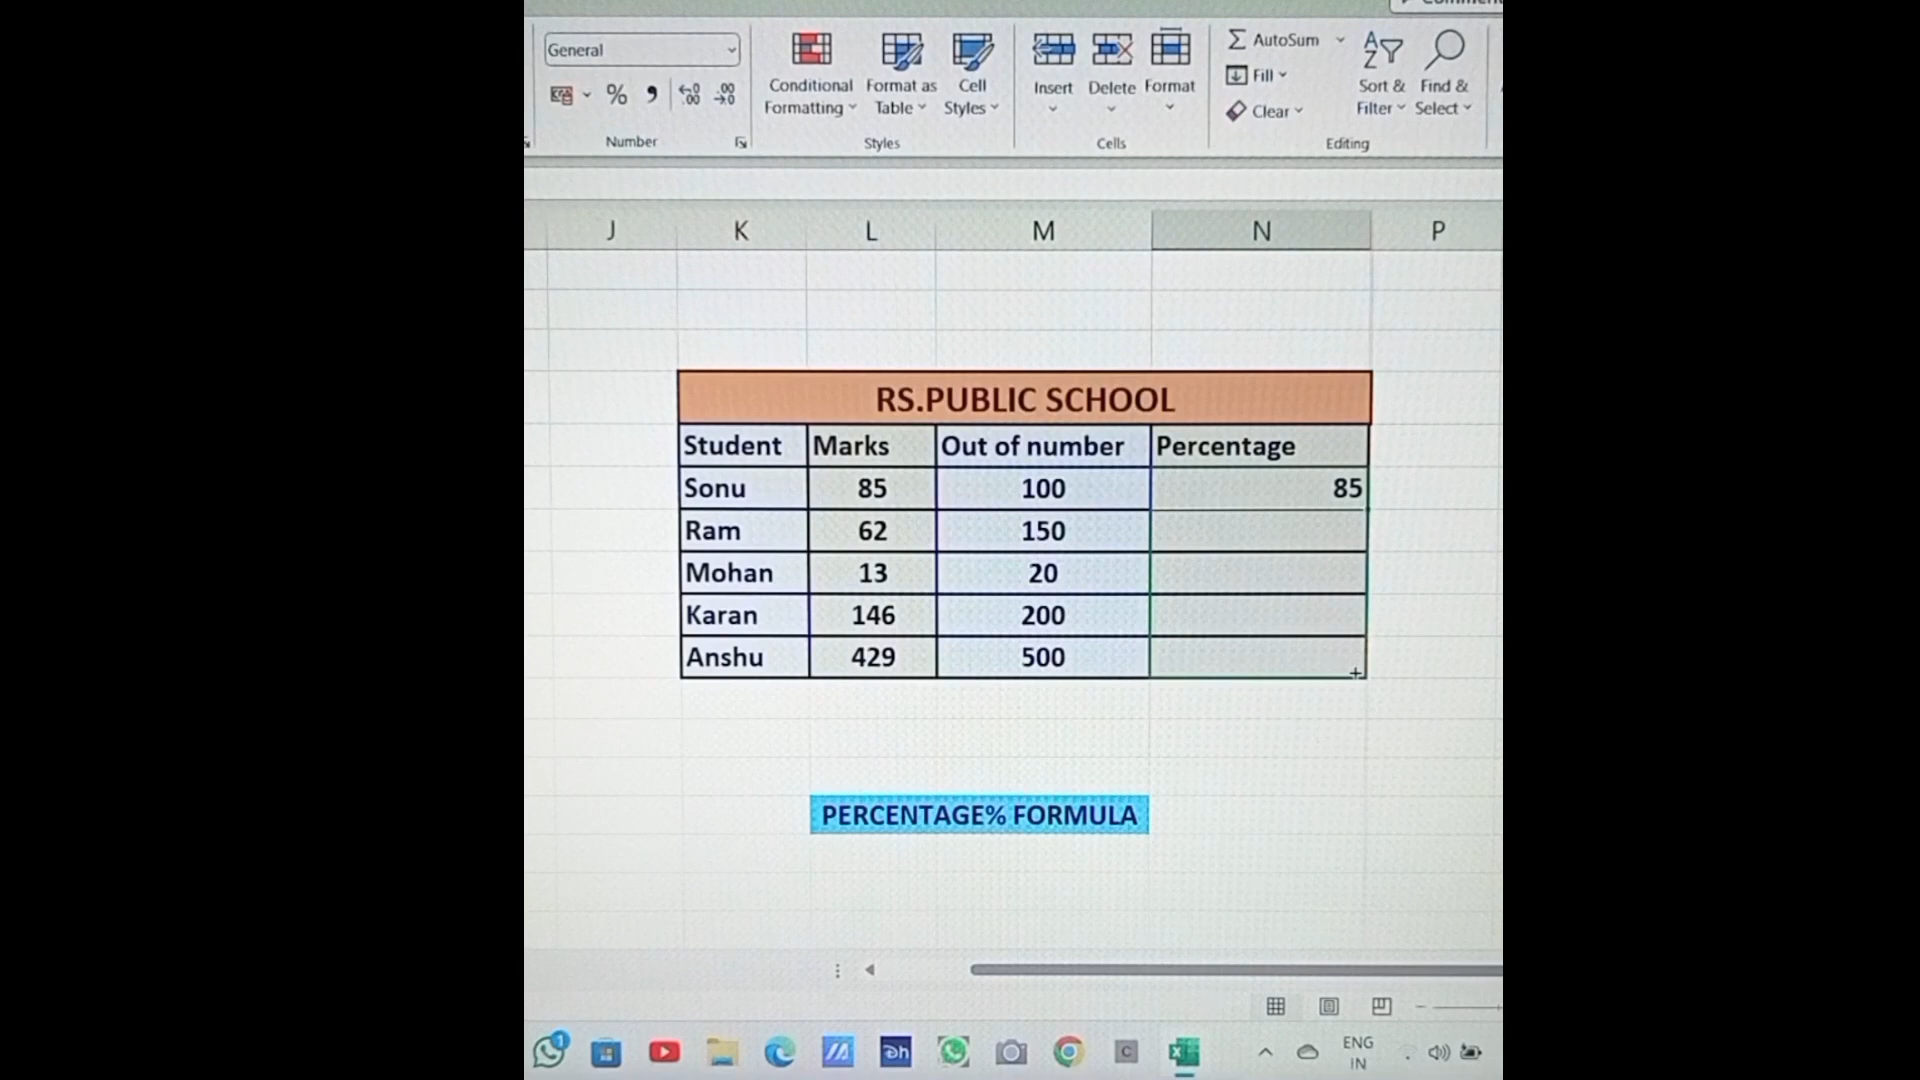 General
%
Number
Conditional Formatting
Format as Table
Cell Styles
Styles
Insert
Delete
Format
Cells
AutoSum
Fill
Clear
Sort & Filter
Find & Select
Editing
J K L M N P
RS.PUBLIC SCHOOL
Student Marks Out of number Percentage
Sonu 85 100 85
Ram 62 150
Mohan 13 20
Karan 146 200
Anshu 429 500
PERCENTAGE% FORMULA
ENG
IN